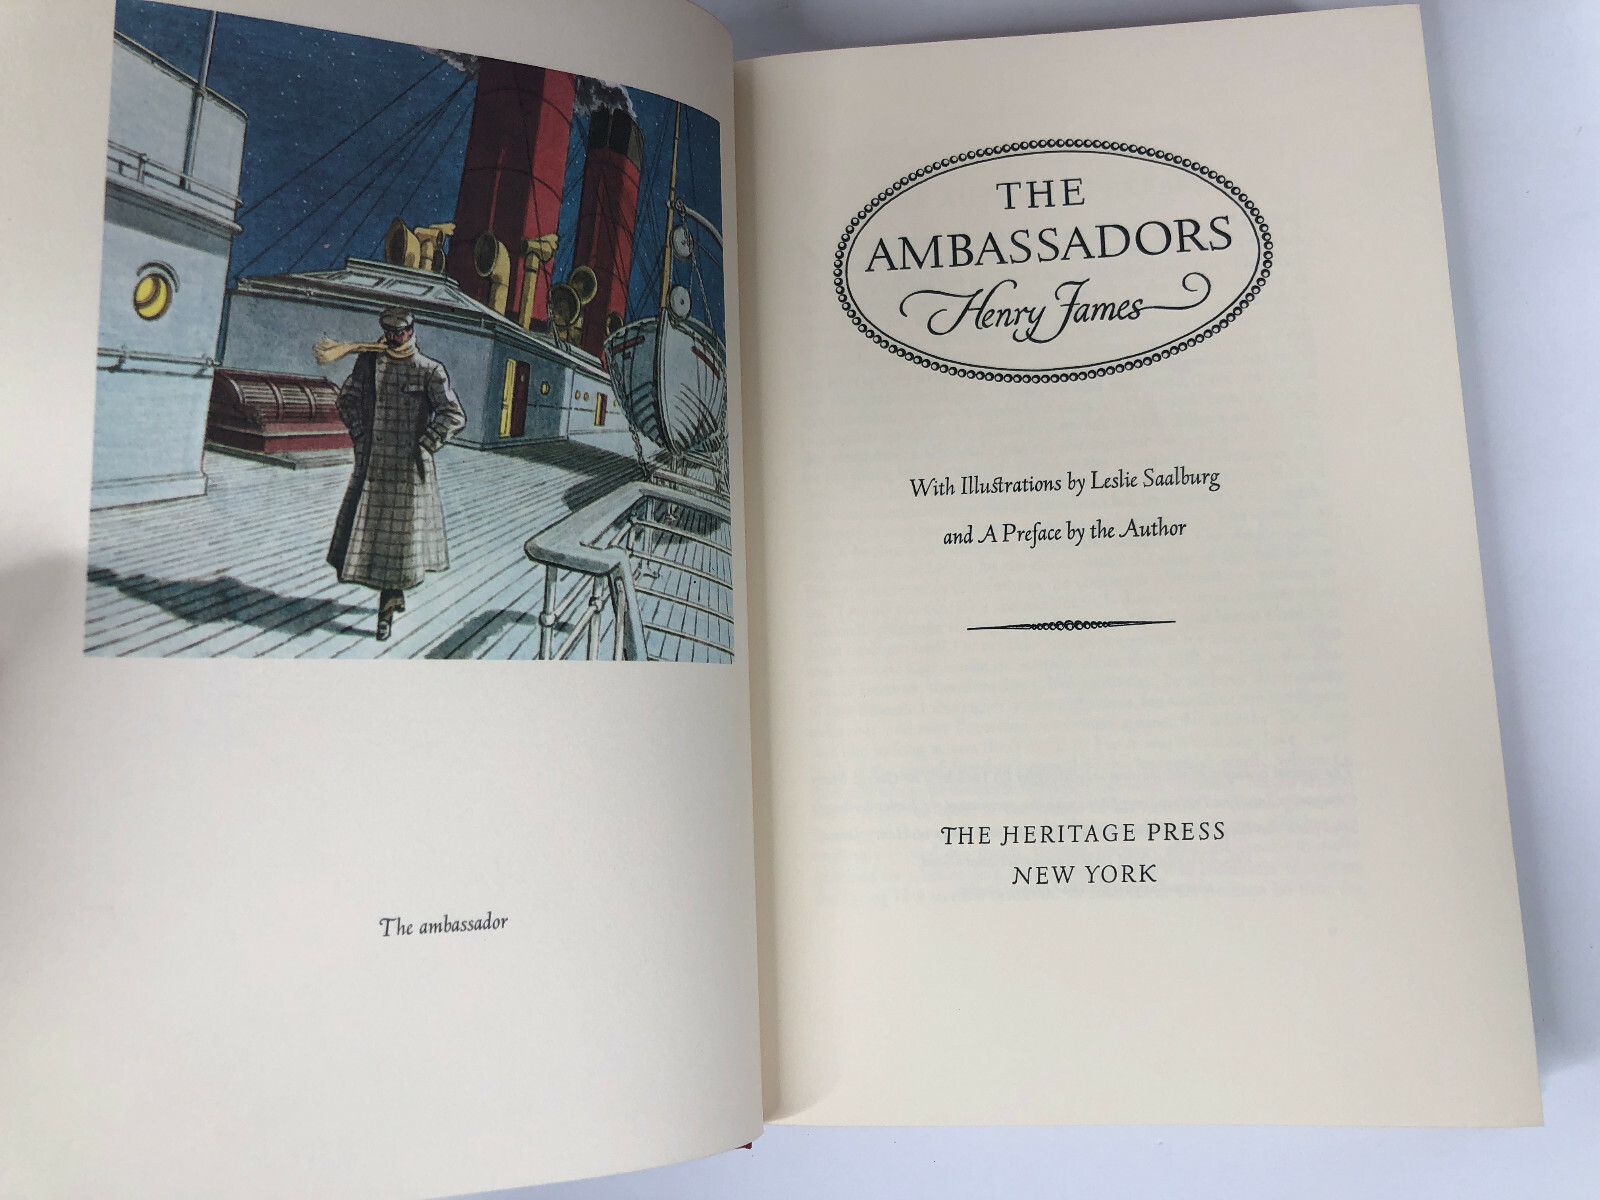 The ambassador
THE
AMBASSADORS
Henry James
With Illustrations by Leslie Saalburg
and A Preface by the Author
THE HERITAGE PRESS
NEW YORK